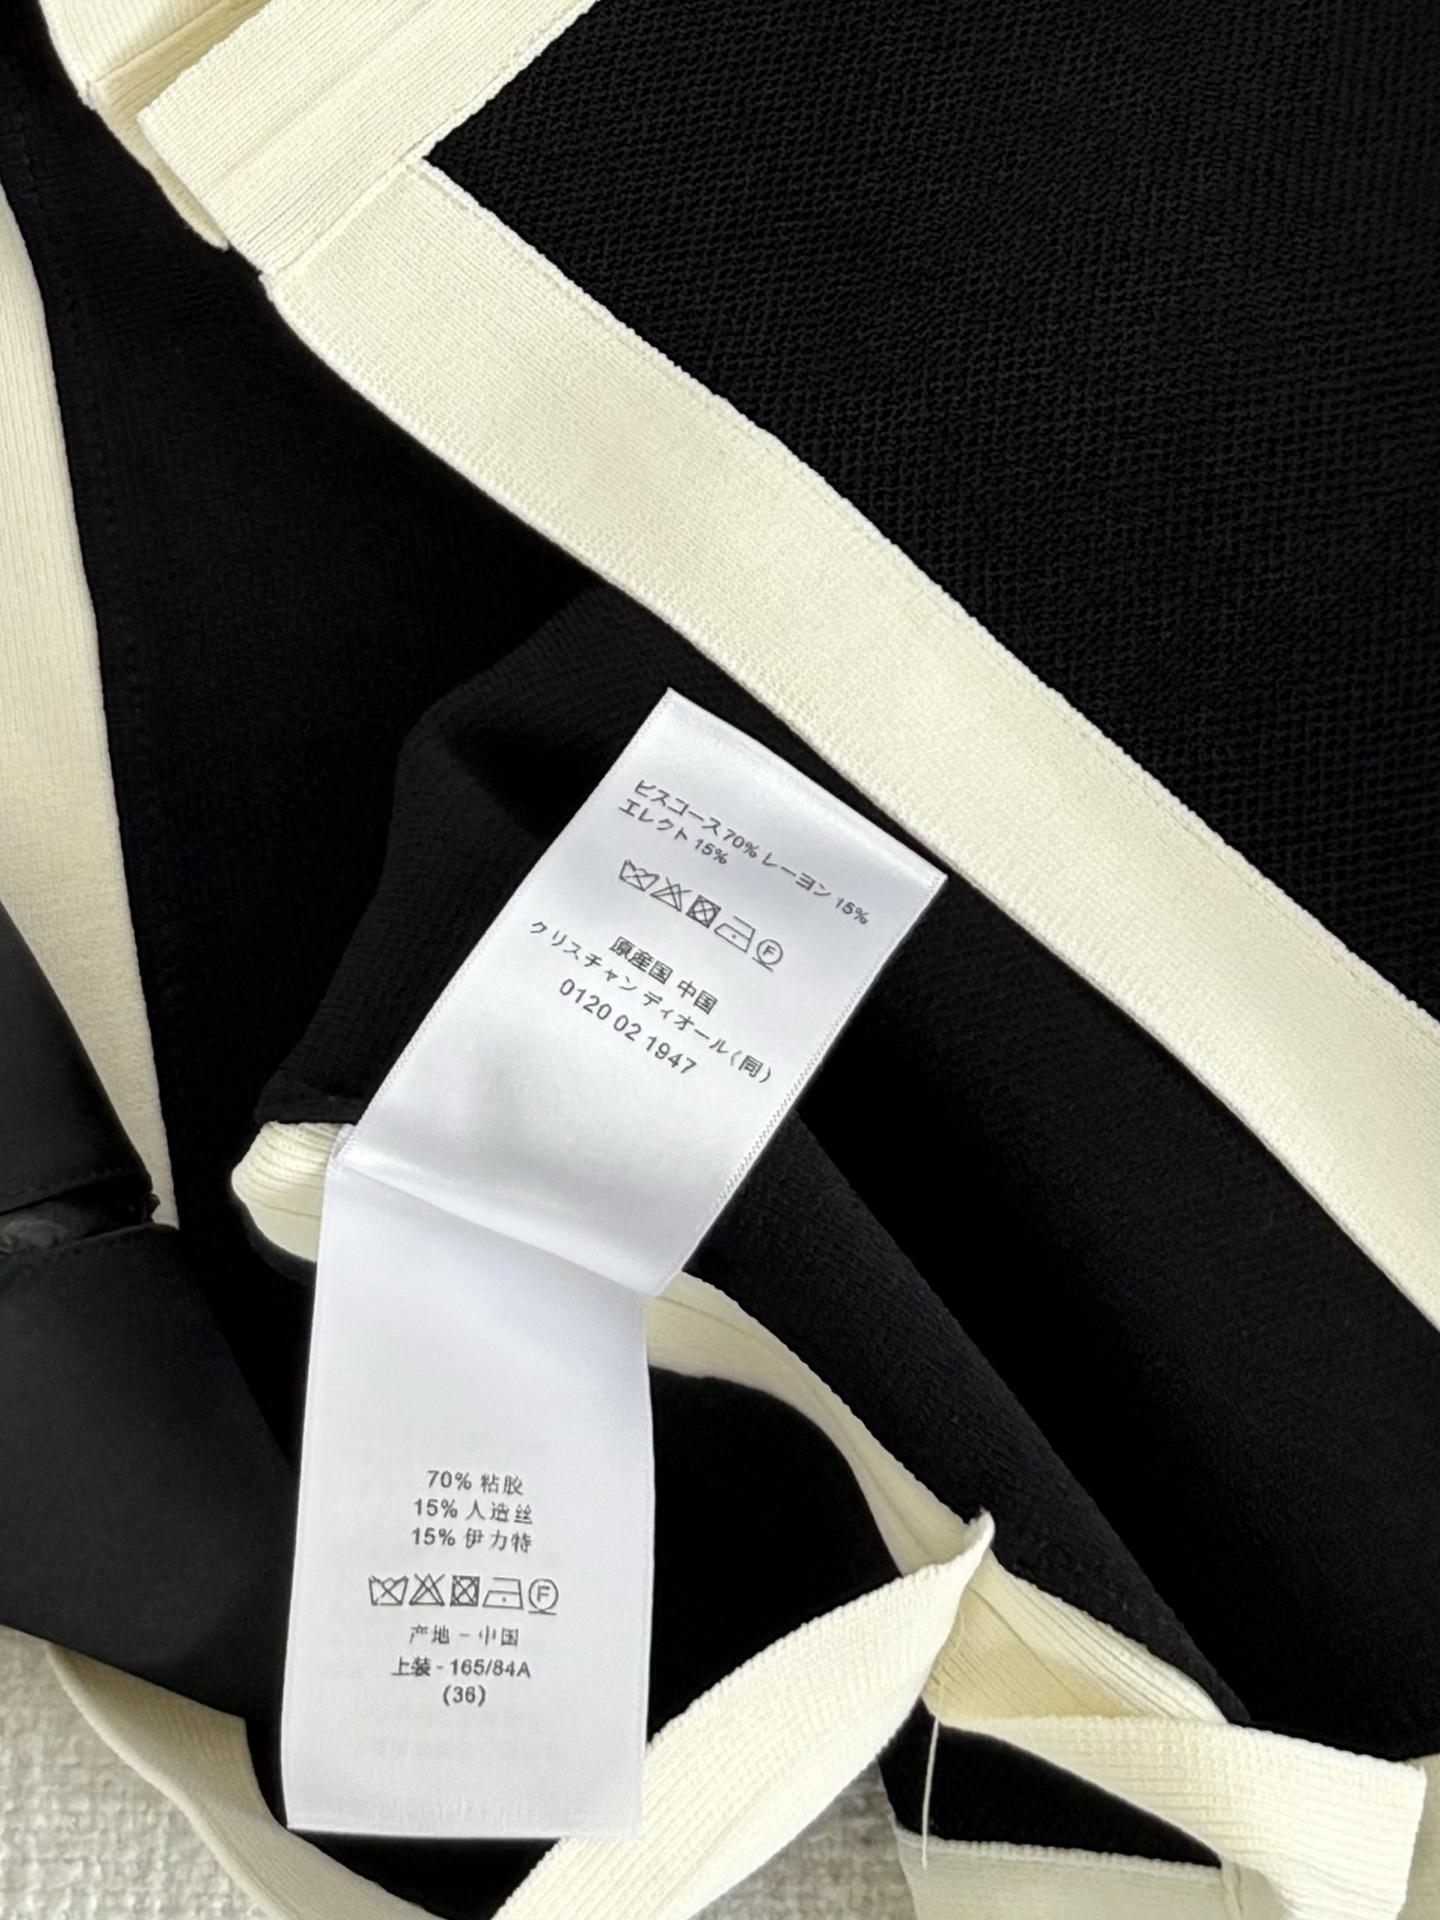 ビスコース 70% レーヨン 15%
エレクト 15%
F
原産国 中国
クリスチャン ディオール(同)
0120 02 1947
70% 粘胶
15% 人造丝
15% 伊力特
F
产地 - 中国
上装 - 165/84A
(36)